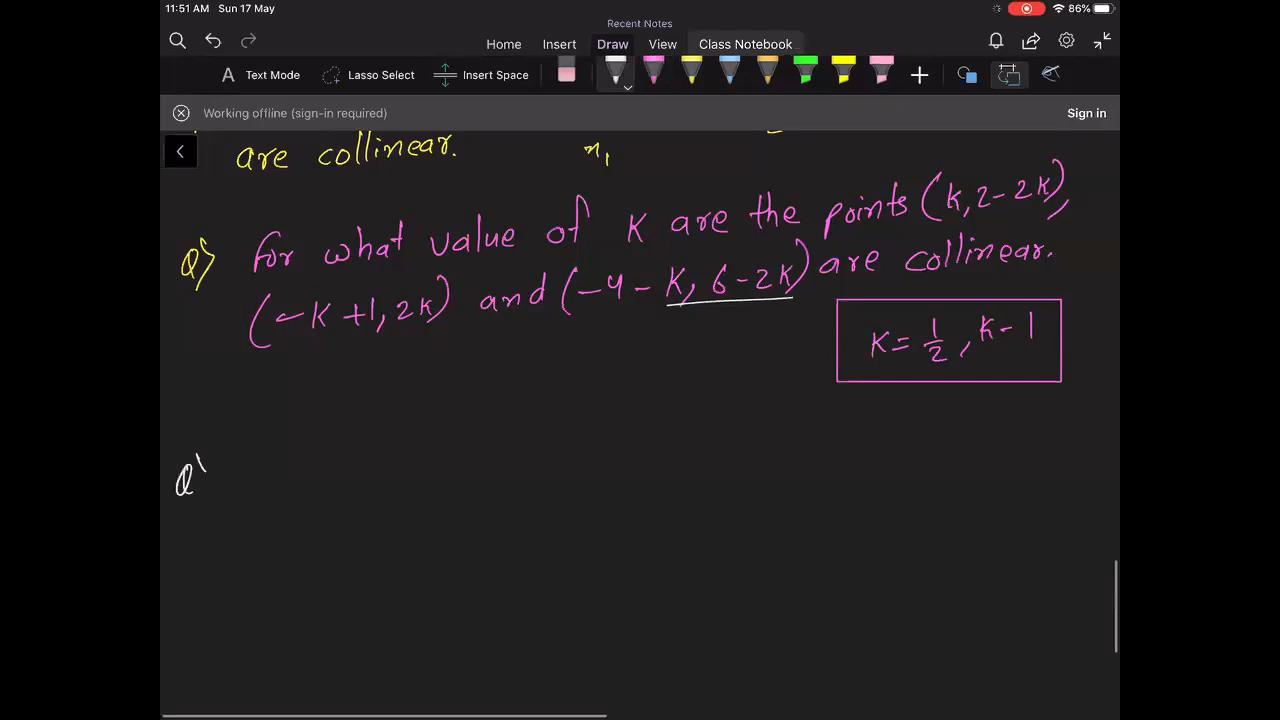 11:51 AM Sun 17 May
86%
Recent Notes
Home Insert Draw View Class Notebook
A Text Mode Lasso Select Insert Space
Working offline (sign-in required) Sign in
are collinear. x₁
Q) For what value of K are the points (K, 2-2K),
(-K+1, 2K) and (-4-K, 6-2K) are collinear.
K = 1/2, K-1
Q